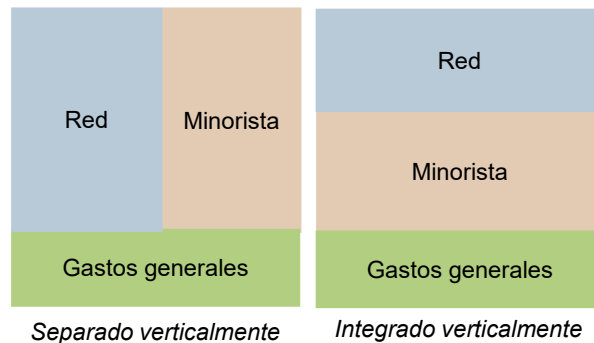 Red
Minorista
Gastos generales
Separado verticalmente
Red
Minorista
Gastos generales
Integrado verticalmente